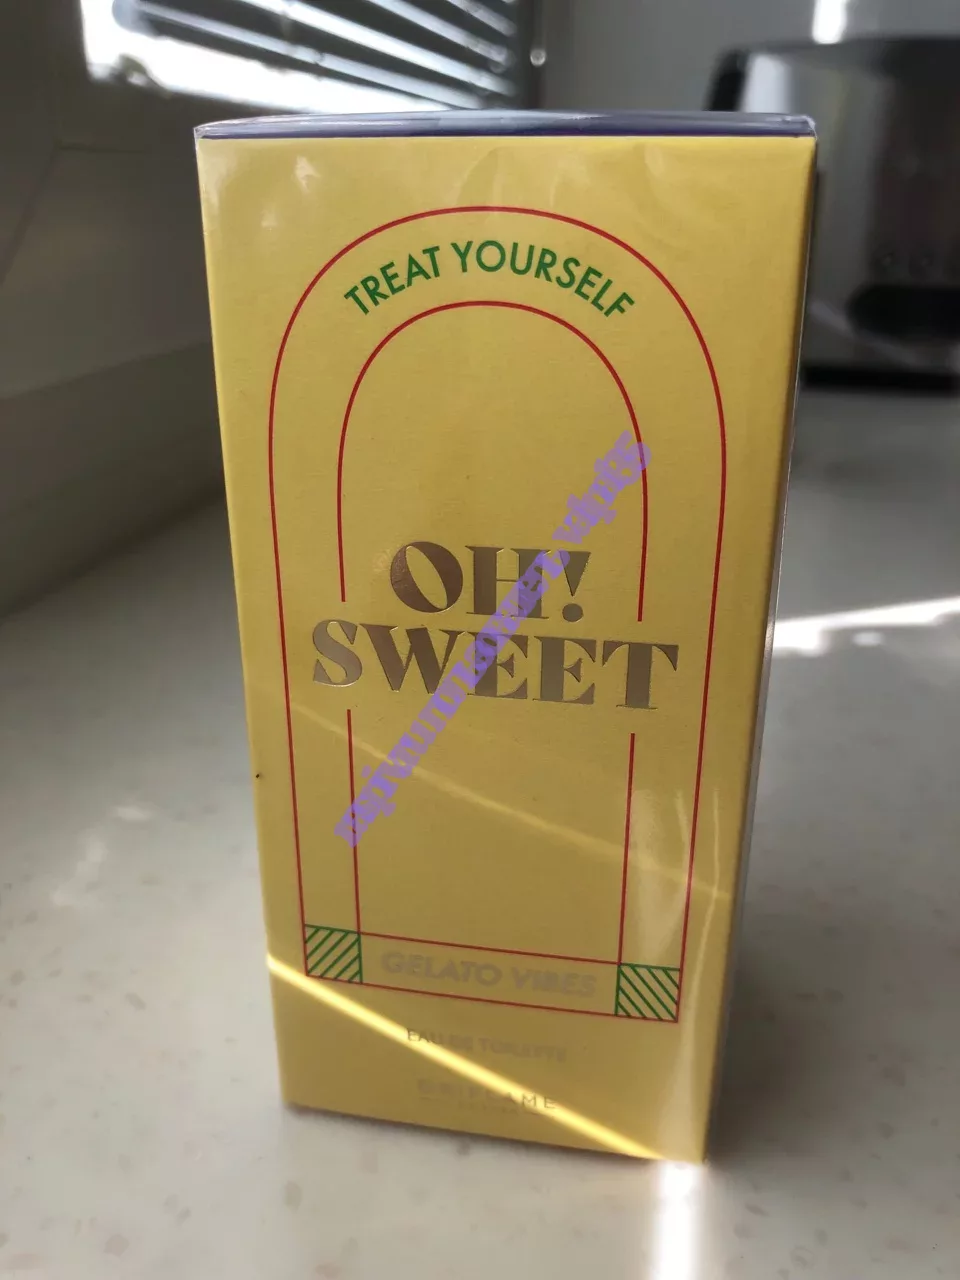 TREAT YOURSELF
OH!
SWEET
GELATO VIBES
EAU DE TOILETTE
ORIFLAME